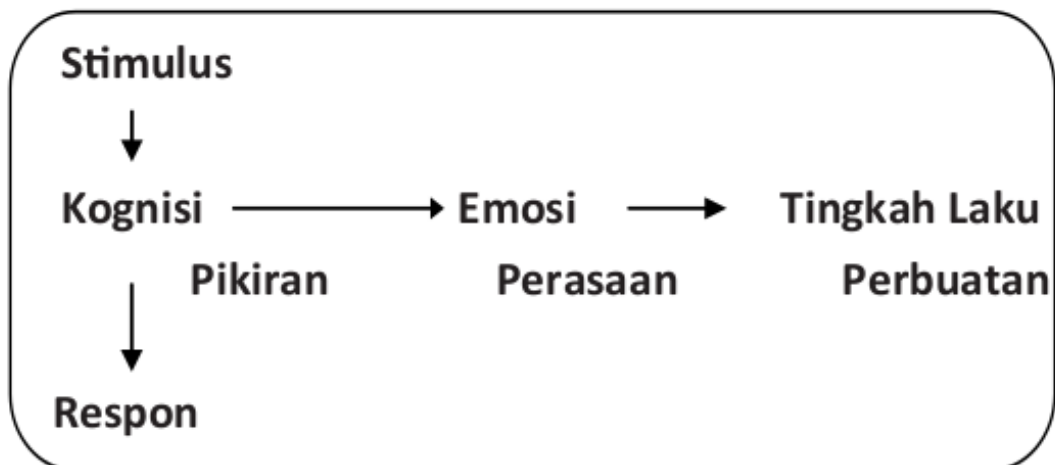 Stimulus
Kognisi Emosi Tingkah Laku
Pikiran Perasaan Perbuatan
Respon